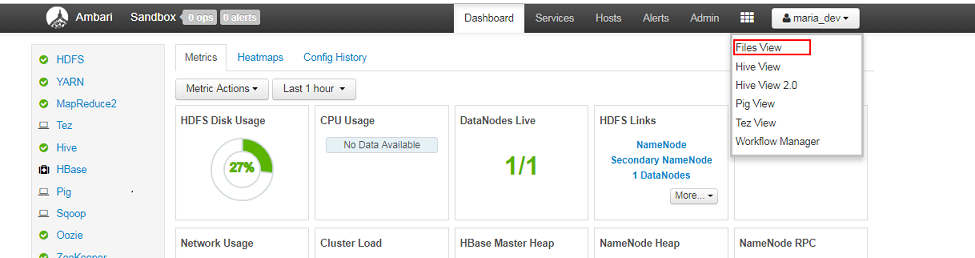 Ambari Sandbox 0 ops 0 alerts Dashboard Services Hosts Alerts Admin maria_dev
Files View
Hive View
Hive View 2.0
Pig View
Tez View
Workflow Manager
HDFS
YARN
MapReduce2
Tez
Hive
HBase
Pig
Sqoop
Oozie
ZooKeeper
Metrics Heatmaps Config History
Metric Actions Last 1 hour
HDFS Disk Usage
27%
CPU Usage
No Data Available
DataNodes Live
1/1
HDFS Links
NameNode
Secondary NameNode
1 DataNodes
More...
Network Usage
Cluster Load
HBase Master Heap
NameNode Heap
NameNode RPC